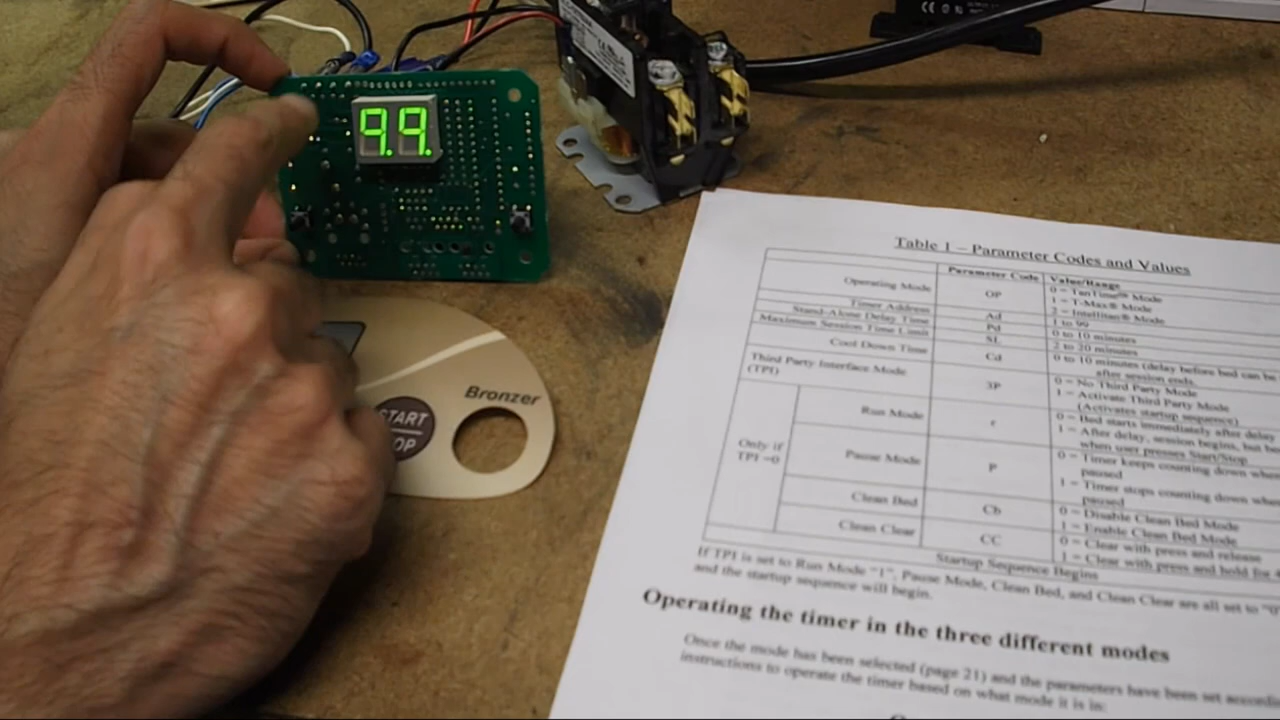 9.9.
Bronzer
START
OP
Table 1 – Parameter Codes and Values
Parameter Code
Value/Range
Operating Mode
OP
0 = TanTime® Mode
1 = T-Max® Mode
2 = Intellitan® Mode
Timer Address
Ad
1 to 99
Stand-Alone Delay Time
Pd
0 to 10 minutes
Maximum Session Time Limit
SL
2 to 20 minutes
Cool Down Time
Cd
0 to 10 minutes (delay before bed can be
after session ends.
Third Party Interface Mode
(TPI)
3P
0 = No Third Party Mode
1 = Activate Third Party Mode
(Activates startup sequence)
Only if
TPI =0
Run Mode
r
0 = Bed starts immediately after delay
1 = After delay, session begins, but
when user presses Start/Stop
Pause Mode
P
0 = Timer keeps counting down
paused
1 = Timer stops counting down
paused
Clean Bed
Cb
0 = Disable Clean Bed Mode
1 = Enable Clean Bed Mode
Clean Clear
CC
0 = Clear with press and release
1 = Clear with press and hold for
Startup Sequence Begins
If TPI is set to Run Mode "1", Pause Mode, Clean Bed, and Clean Clear are all set to "0"
and the startup sequence will begin.
Operating the timer in the three different modes
Once the mode has been selected (page 21) and the parameters have been set
instructions to operate the timer based on what mode it is in: